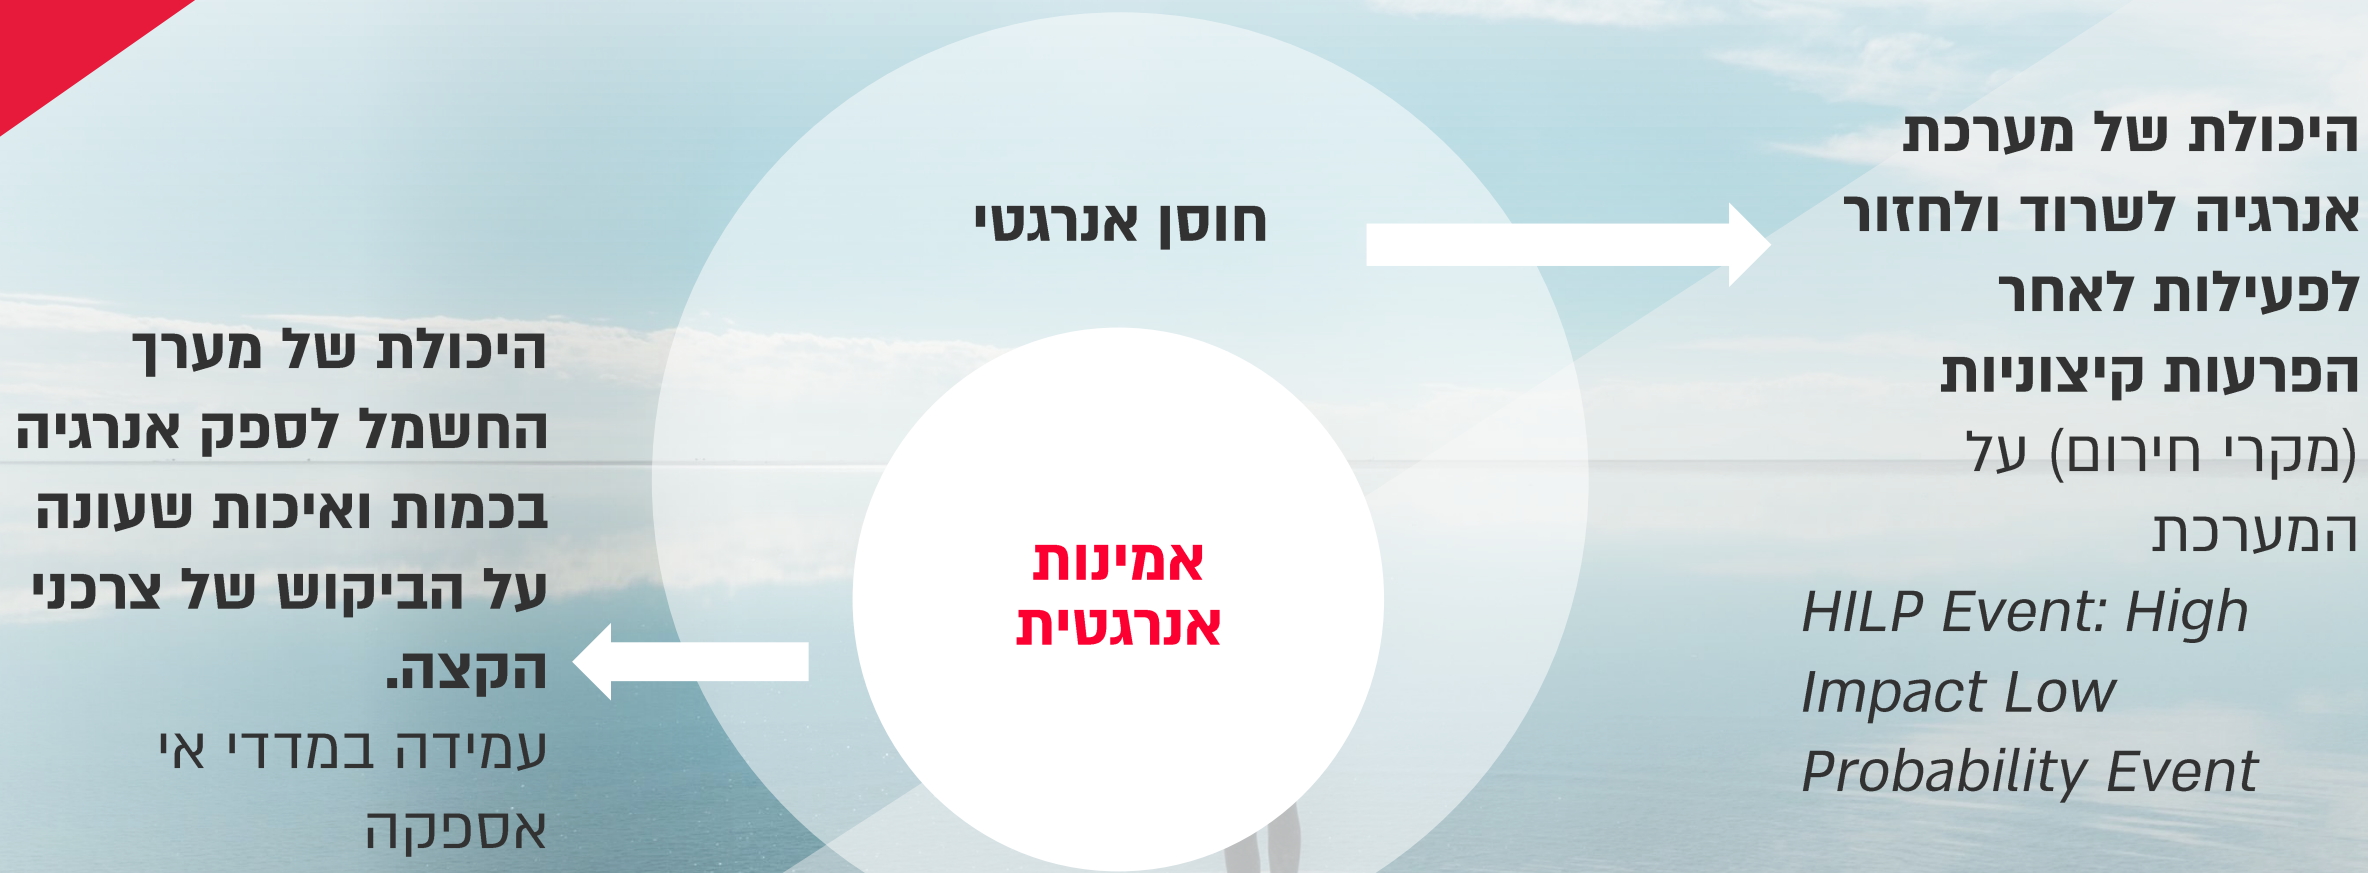 היכולת של מערכת
אנרגיה לשרוד ולחזור
לפעילות לאחר
הפרעות קיצוניות
(מקרי חירום) על
המערכת
HILP Event: High
Impact Low
Probability Event
חוסן אנרגטי
אמינות
אנרגטית
היכולת של מערך
החשמל לספק אנרגיה
בכמות ואיכות שעונה
על הביקוש של צרכני
הקצה.
עמידה במדדי אי
אספקה